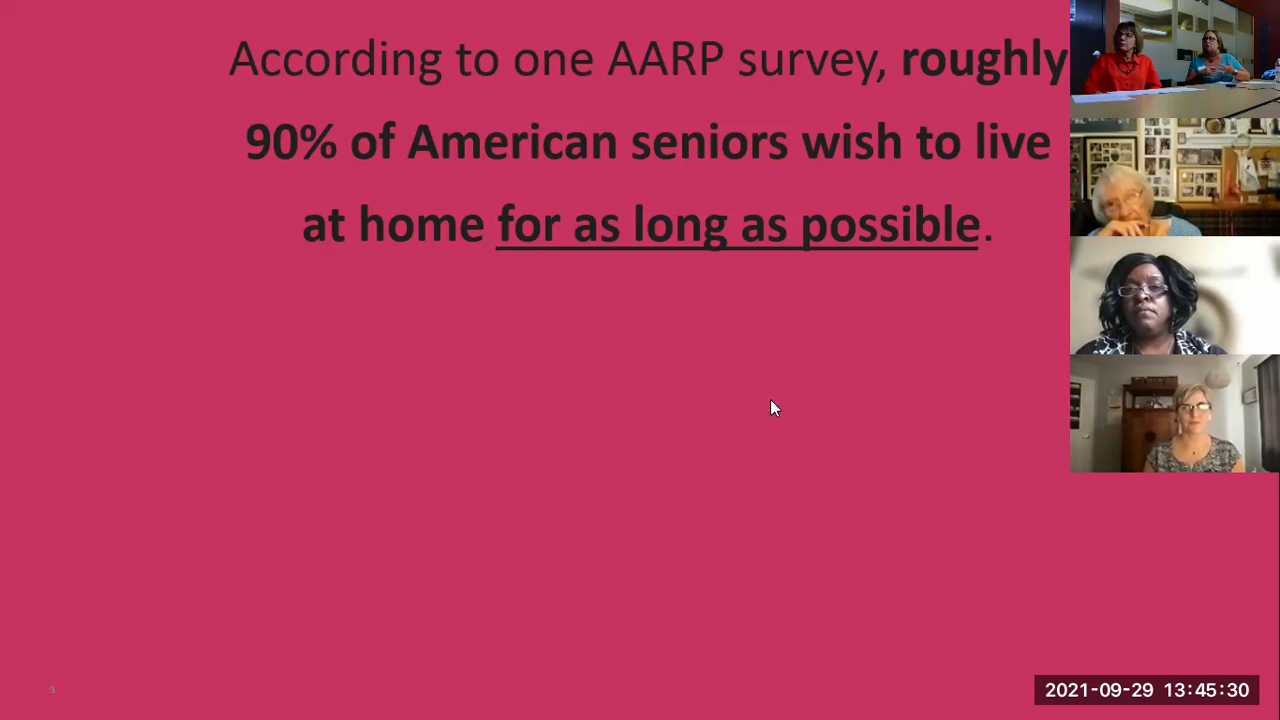 According to one AARP survey, roughly
90% of American seniors wish to live
at home for as long as possible.
2021-09-29 13:45:30